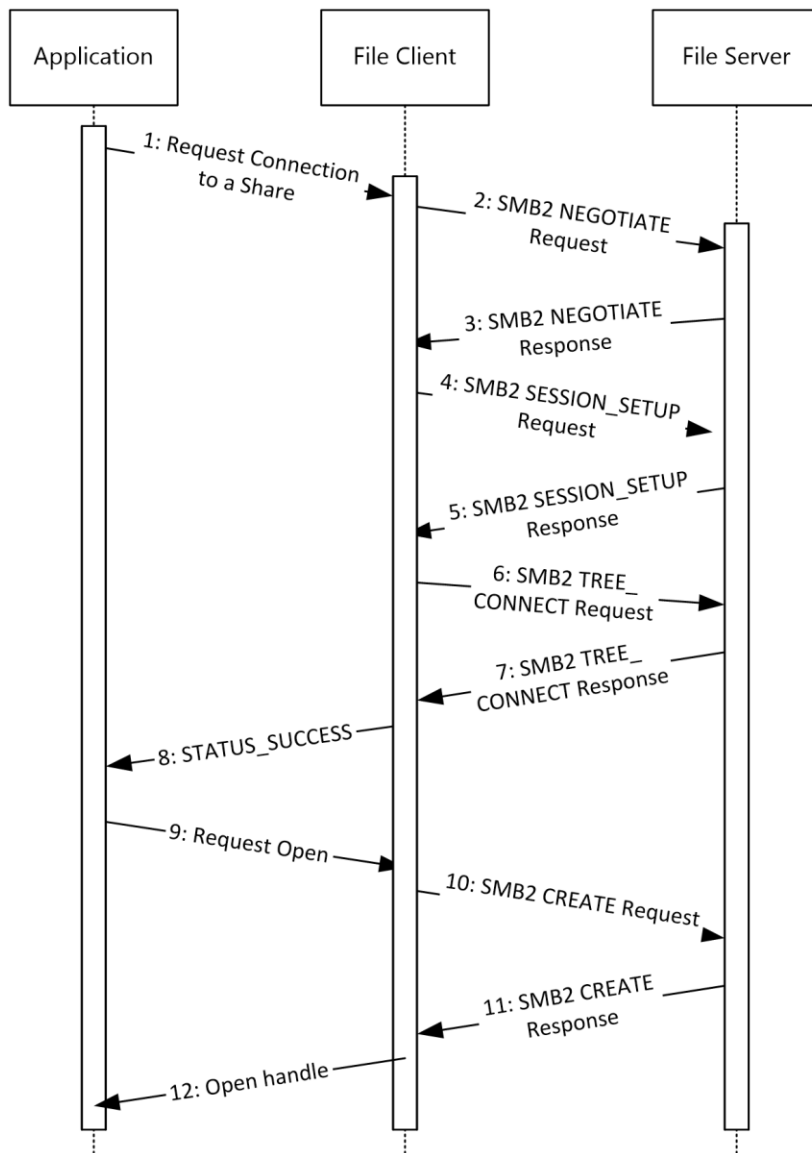 Application
File Client
File Server
1: Request Connection
to a Share
2: SMB2 NEGOTIATE
Request
3: SMB2 NEGOTIATE
Response
4: SMB2 SESSION_SETUP
Request
5: SMB2 SESSION_SETUP
Response
6: SMB2 TREE_
CONNECT Request
7: SMB2 TREE_
CONNECT Response
8: STATUS_SUCCESS
9: Request Open
10: SMB2 CREATE Request
11: SMB2 CREATE
Response
12: Open handle